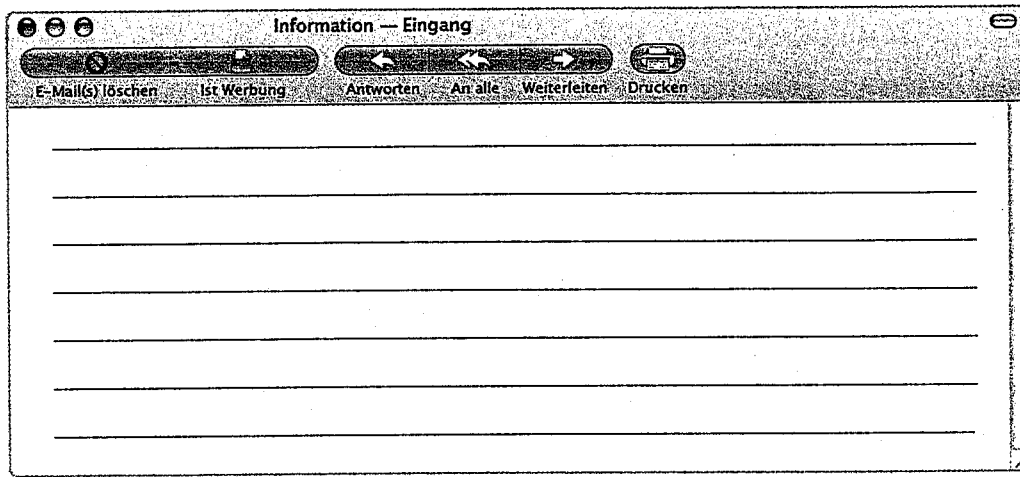 Information — Eingang
E-Mail(s) löschen Ist Werbung Antworten An alle Weiterleiten Drucken